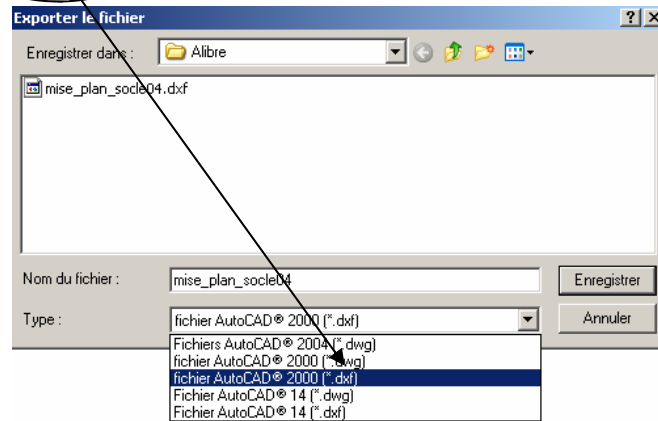 Exporter le fichier
Enregistrer dans : Alibre
mise_plan_socle04.dxf
Nom du fichier : mise_plan_socle04 Enregistrer
Type : fichier AutoCAD® 2000 (*.dxf) Annuler
Fichiers AutoCAD® 2004 (*.dwg)
fichier AutoCAD® 2000 (*.dwg)
fichier AutoCAD® 2000 (*.dxf)
Fichier AutoCAD® 14 (*.dwg)
Fichier AutoCAD® 14 (*.dxf)